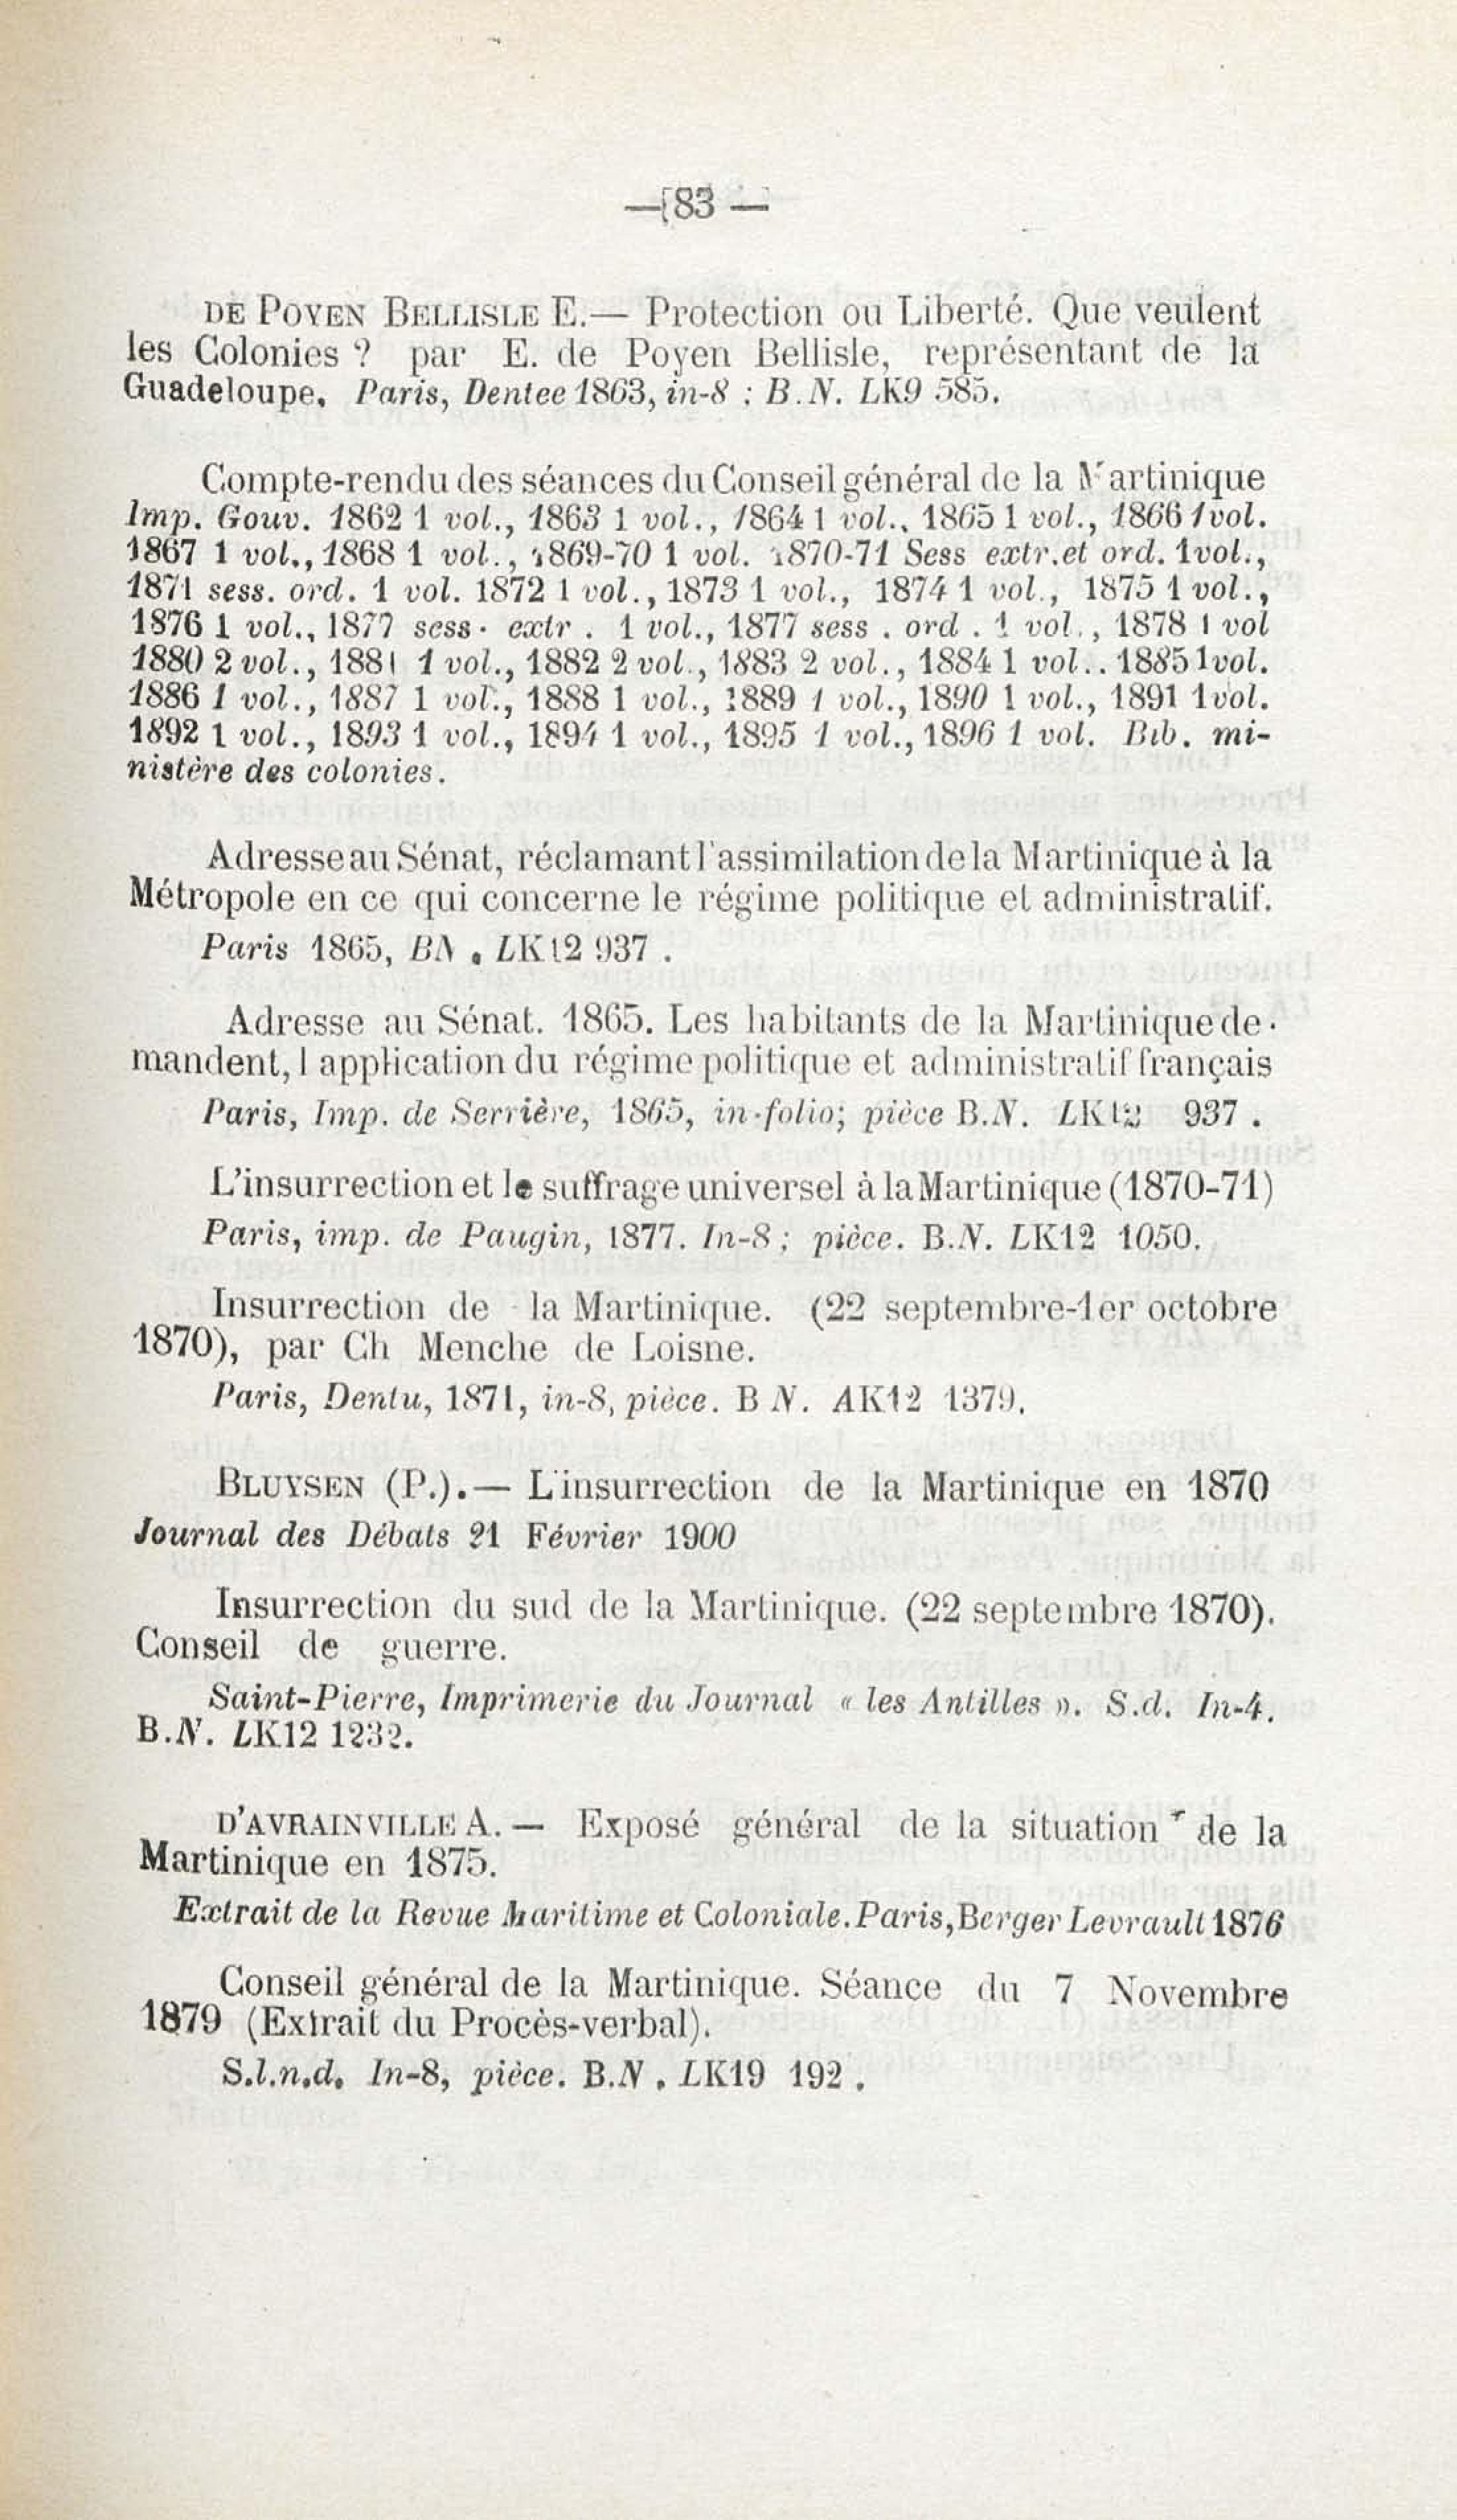 — 83 —
DE POYEN BELLISLE E.— Protection ou Liberté. Que veulent
les Colonies ? par E. de Poyen Bellisle, représentant de la
Guadeloupe. Paris, Dentee 1863, in-8 : B.N. LK9 585.
Compte-rendu des séances du Conseil général de la Martinique
Imp. Gouv. 1862 1 vol., 1863 1 vol., 1864 1 vol., 1865 1 vol., 1866 1 vol.
1867 1 vol., 1868 1 vol., 1869-70 1 vol. 1870-71 Sess extr.et ord. 1vol.,
1871 sess. ord. 1 vol. 1872 1 vol., 1873 1 vol., 1874 1 vol., 1875 1 vol.,
1876 1 vol., 1877 sess. extr. 1 vol., 1877 sess. ord. 1 vol., 1878 1 vol
1880 2 vol., 1881 1 vol., 1882 2 vol., 1883 2 vol., 1884 1 vol.. 1885 1vol.
1886 1 vol., 1887 1 vol., 1888 1 vol., 1889 1 vol., 1890 1 vol., 1891 1vol.
1892 1 vol., 1893 1 vol., 1894 1 vol., 1895 1 vol., 1896 1 vol. Bib. mi-
nistère des colonies.
Adresse au Sénat, réclamant l'assimilation de la Martinique à la
Métropole en ce qui concerne le régime politique et administratif.
Paris 1865, BN. LK12 937.
Adresse au Sénat. 1865. Les habitants de la Martinique de-
mandent, l application du régime politique et administratif français
Paris, Imp. de Serrière, 1865, in-folio; pièce B.N. LK12 937.
L'insurrection et le suffrage universel à la Martinique (1870-71)
Paris, imp. de Paugin, 1877. In-8 ; pièce. B.N. LK12 1050.
Insurrection de la Martinique. (22 septembre-1er octobre
1870), par Ch Menche de Loisne.
Paris, Dentu, 1871, in-8, pièce. B N. AK12 1379.
BLUYSEN (P.).— L'insurrection de la Martinique en 1870
Journal des Débats 21 Février 1900
Insurrection du sud de la Martinique. (22 septembre 1870).
Conseil de guerre.
Saint-Pierre, Imprimerie du Journal « les Antilles ». S.d. In-4.
B.N. LK12 1232.
D'AVRAINVILLE A. — Exposé général de la situation de la
Martinique en 1875.
Extrait de la Revue Maritime et Coloniale. Paris, Berger Levrault 1876
Conseil général de la Martinique. Séance du 7 Novembre
1879 (Extrait du Procès-verbal).
S.l.n.d. In-8, pièce. B.N. LK19 192.